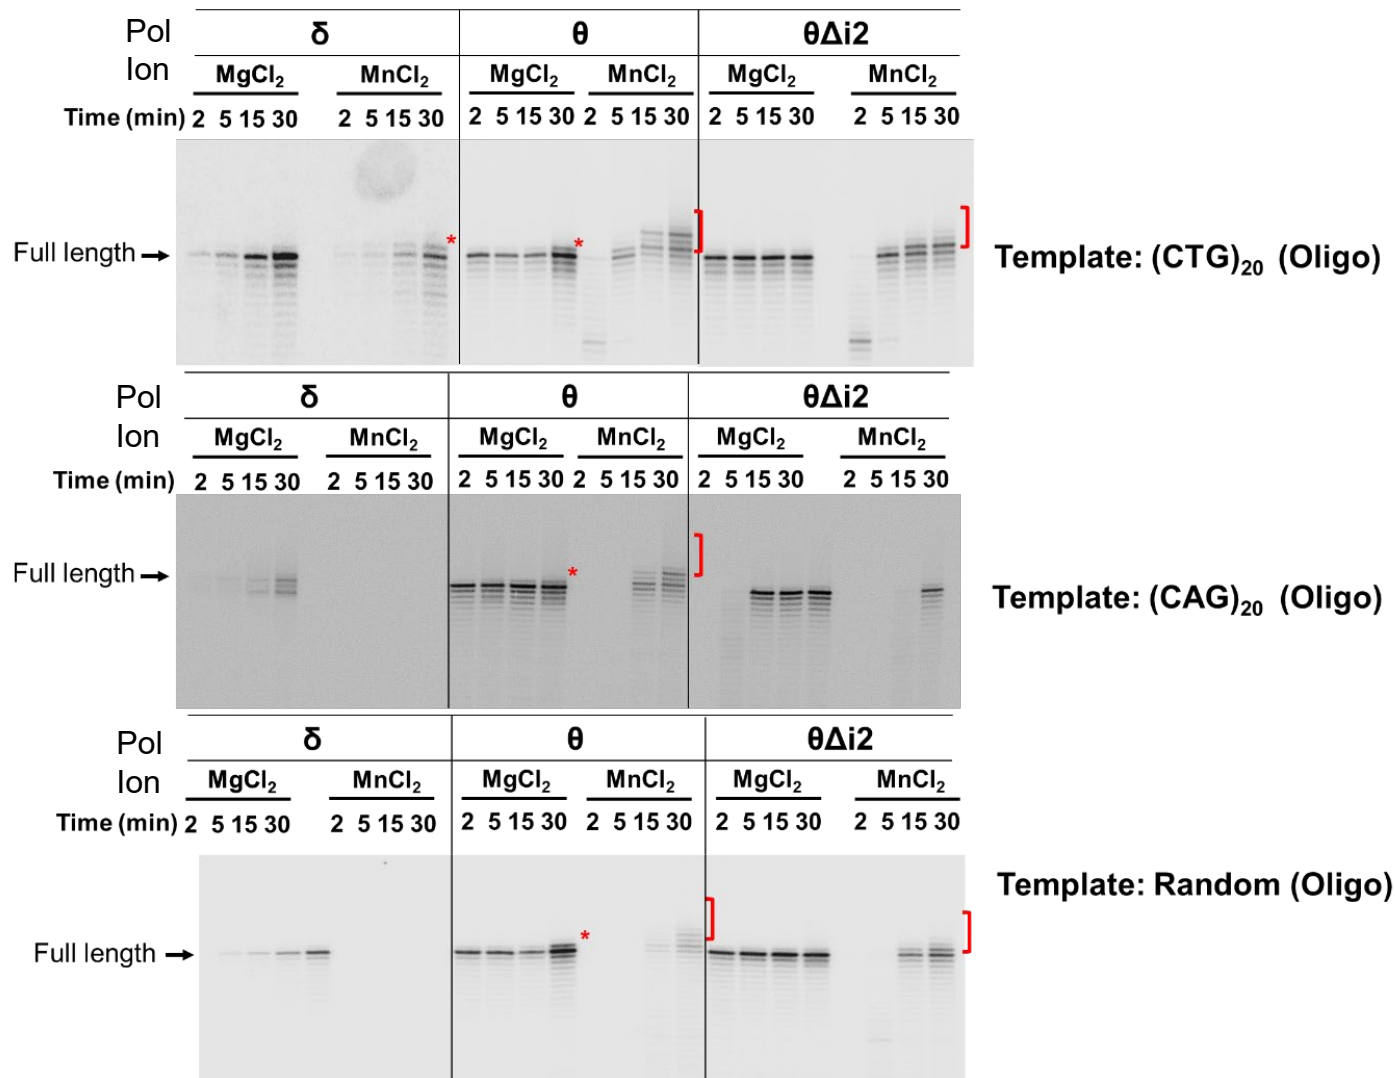 Pol δ θ θΔi2
Ion MgCl₂ MnCl₂ MgCl₂ MnCl₂ MgCl₂ MnCl₂
Time (min) 2 5 15 30 2 5 15 30 2 5 15 30 2 5 15 30 2 5 15 30 2 5 15 30
* *
Full length Template: (CTG)₂₀ (Oligo)
Pol δ θ θΔi2
Ion MgCl₂ MnCl₂ MgCl₂ MnCl₂ MgCl₂ MnCl₂
Time (min) 2 5 15 30 2 5 15 30 2 5 15 30 2 5 15 30 2 5 15 30 2 5 15 30
*
Full length Template: (CAG)₂₀ (Oligo)
Pol δ θ θΔi2
Ion MgCl₂ MnCl₂ MgCl₂ MnCl₂ MgCl₂ MnCl₂
Time (min) 2 5 15 30 2 5 15 30 2 5 15 30 2 5 15 30 2 5 15 30 2 5 15 30
Template: Random (Oligo)
*
Full length